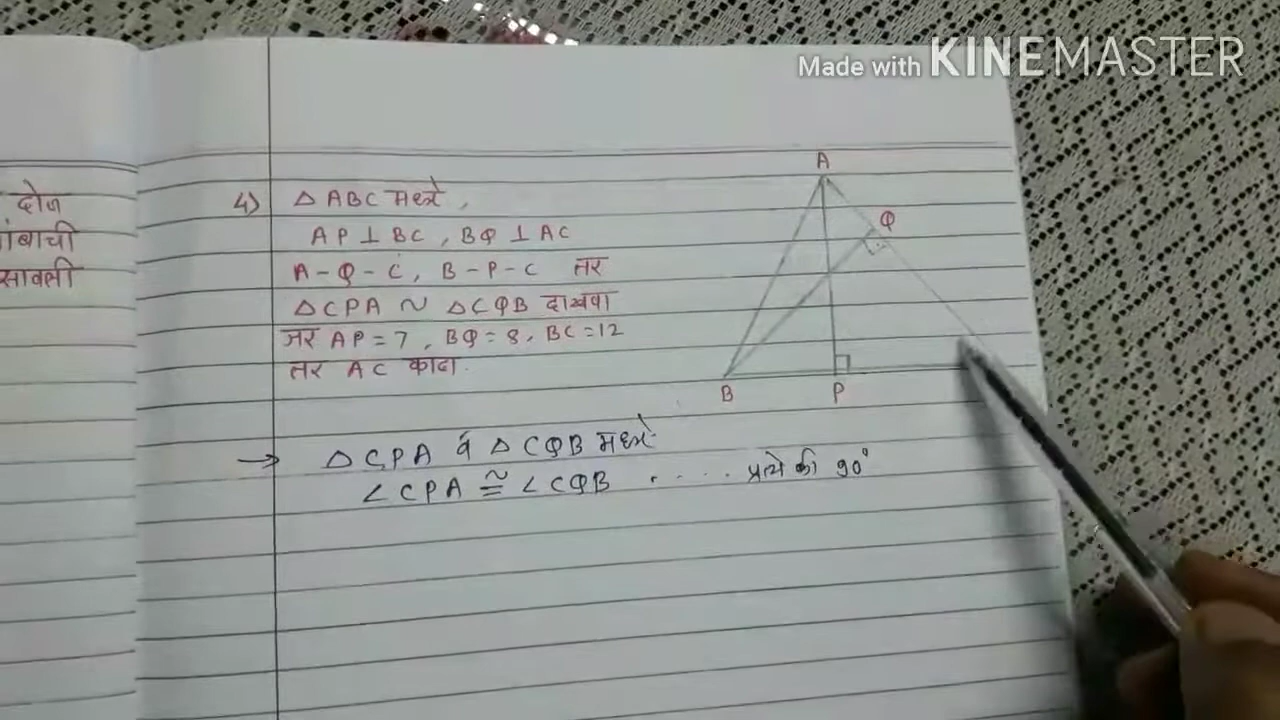 Made with KINEMASTER
दोन
ांबाची
सावली
4) △ ABC मध्ये,
AP ⊥ BC, BQ ⊥ AC
A - Q - C, B - P - C तर
△CPA ~ △CQB दाखवा
जर AP = 7, BQ = 8, BC = 12
तर AC काढा.
A
Q
B
P
→ △ CPA व △ CQB मध्ये
∠CPA ≅ ∠CQB ..... प्रत्येकी 90°